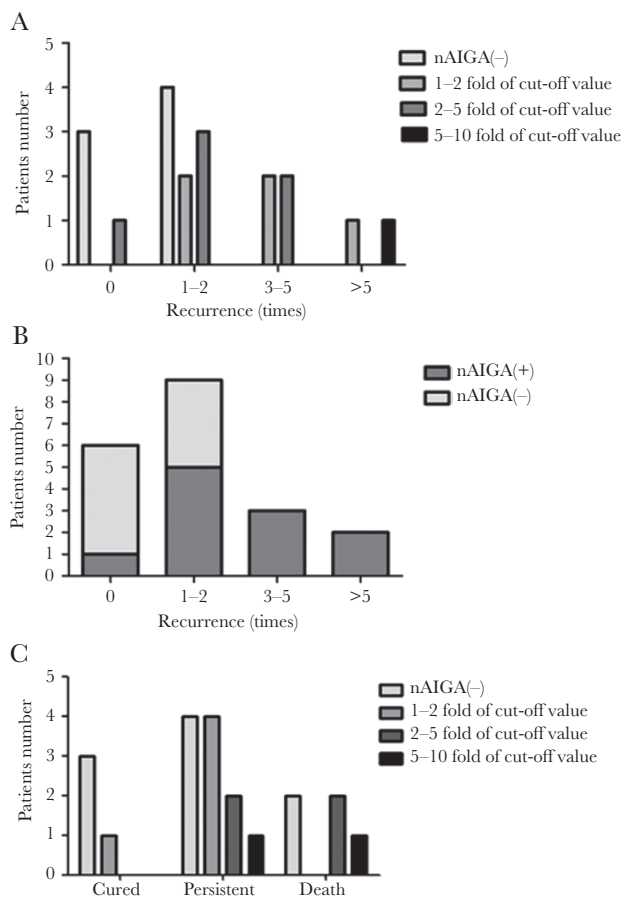 A
5
4
3
2
1
0
Patients number
0
1–2
3–5
>5
Recurrence (times)
nAIGA(–)
1–2 fold of cut-off value
2–5 fold of cut-off value
5–10 fold of cut-off value
B
10
9
8
7
6
5
4
3
2
1
0
Patients number
0
1–2
3–5
>5
Recurrence (times)
nAIGA(+)
nAIGA(–)
C
5
4
3
2
1
0
Patients number
Cured
Persistent
Death
nAIGA(–)
1–2 fold of cut-off value
2–5 fold of cut-off value
5–10 fold of cut-off value